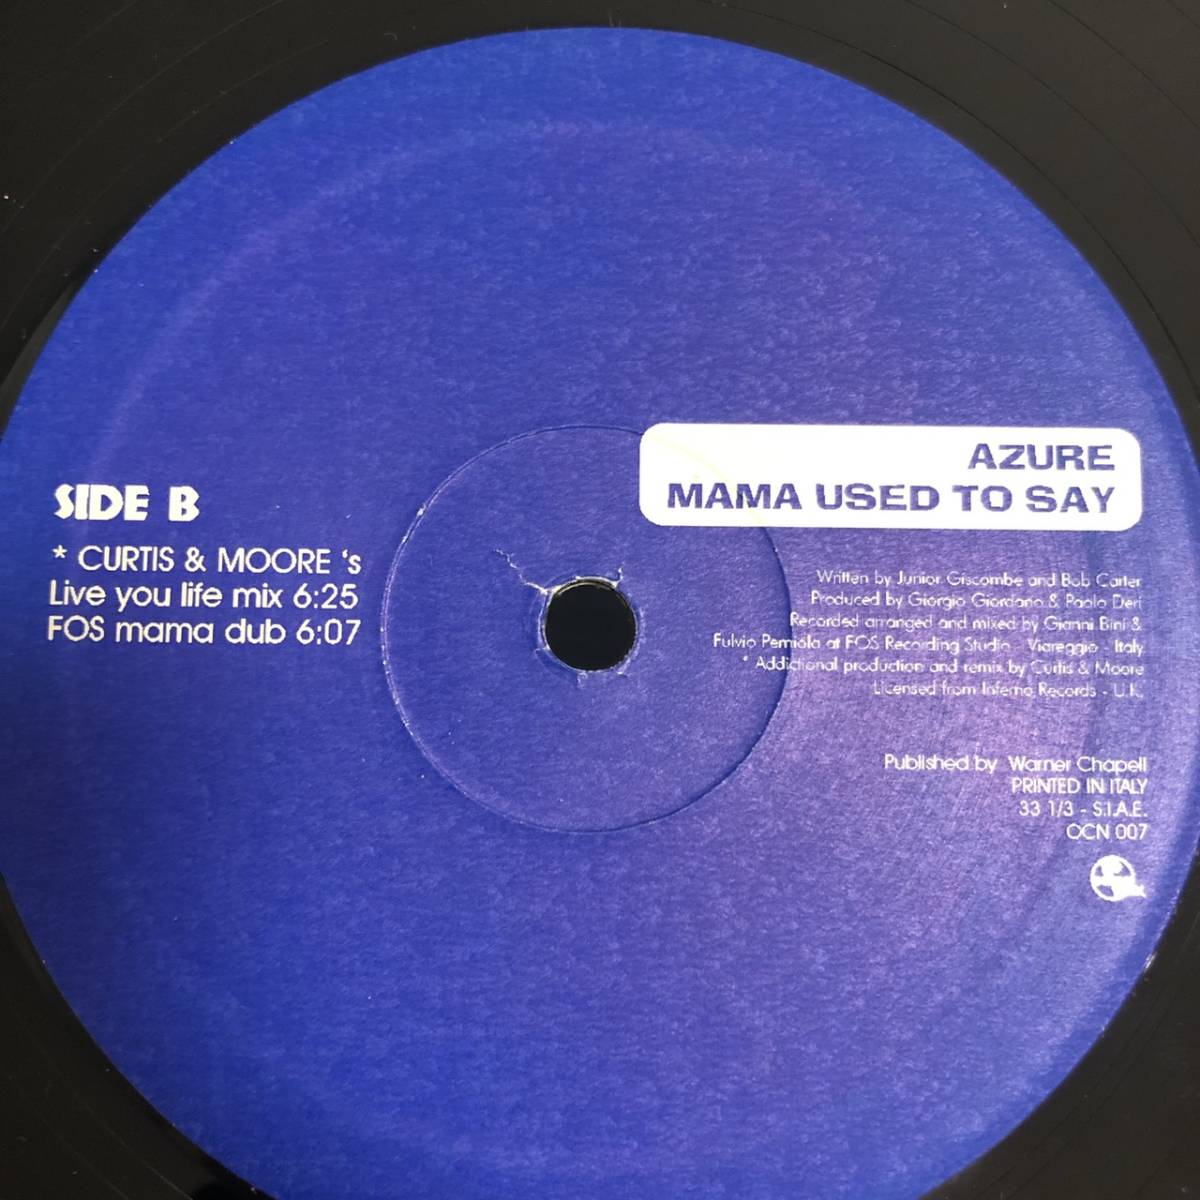 SIDE B
* CURTIS & MOORE 's
Live you life mix 6:25
FOS mama dub 6:07
AZURE
MAMA USED TO SAY
Written by Junior Giscombe and Bob Carter
Produced by Giorgio Giordano & Paolo Deri
Recorded arranged and mixed by Gianni Bini &
Fulvio Perniola at FOS Recording Studio - Viareggio - Italy
* Addictional production and remix by Curtis & Moore
Licensed from Inferno Records - U.K.
Published by Warner Chapell
PRINTED IN ITALY
33 1/3 - S.I.A.E.
OCN 007